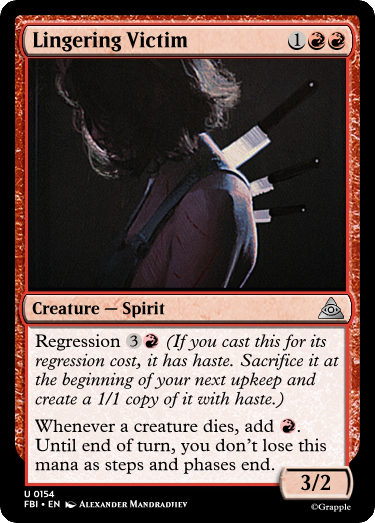 Lingering Victim 1
Creature — Spirit
Regression 3 (If you cast this for its
regression cost, it has haste. Sacrifice it at
the beginning of your next upkeep and
create a 1/1 copy of it with haste.)
Whenever a creature dies, add .
Until end of turn, you don't lose this
mana as steps and phases end.
3/2
U 0154
FBI • EN Alexander Mandradjiev
©Grapple